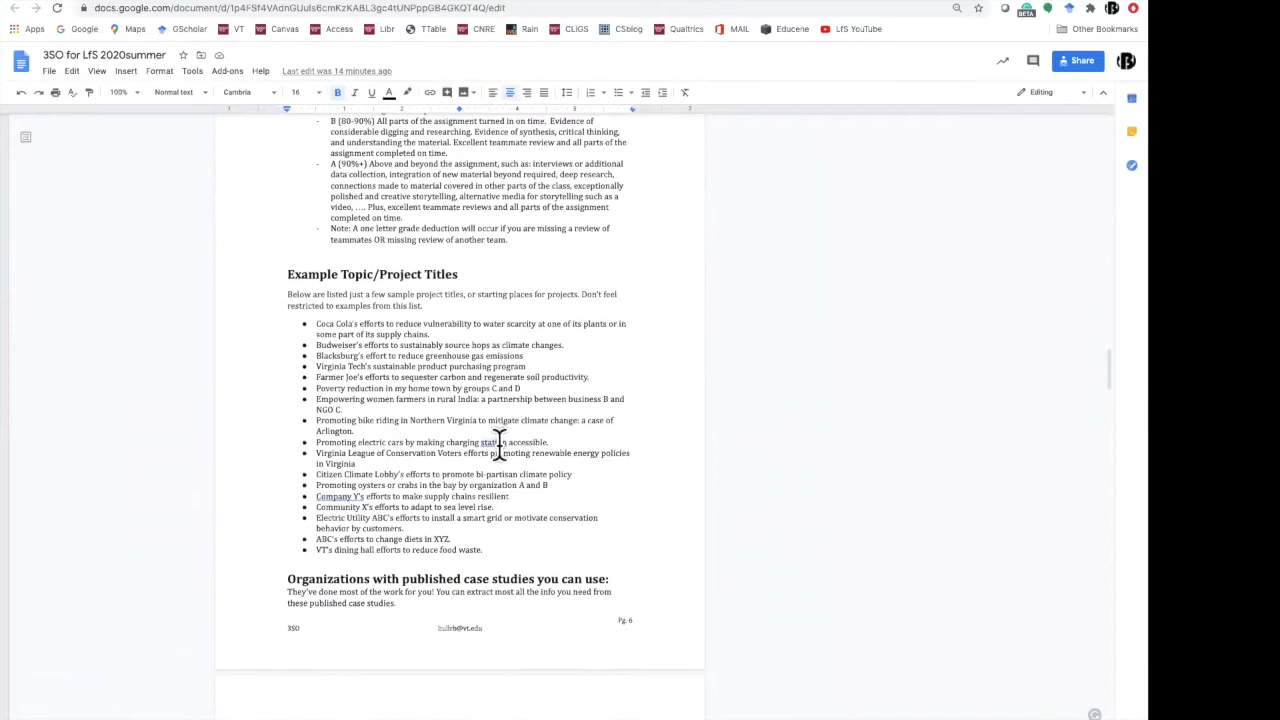 docs.google.com/document/d/1p4FSf4VAdnGUuls6cmKzKABL3gc4tUNPppGB4GKQT4Q/edit
BETA
Apps Google Maps GScholar VT Canvas Access Libr TTable CNRE Rain CLiGS CSblog Qualtrics MAIL Educene LfS YouTube Other Bookmarks
3SO for LfS 2020summer
File Edit View Insert Format Tools Add-ons Help Last edit was 14 minutes ago
Share
100% Normal text Cambria 16 B I U A Editing
1 1 2 4 5 7
- B (80-90%) All parts of the assignment turned in on time. Evidence of
considerable digging and researching. Evidence of synthesis, critical thinking,
and understanding the material. Excellent teammate review and all parts of the
assignment completed on time.
- A (90%+) Above and beyond the assignment, such as: interviews or additional
data collection, integration of new material beyond required, deep research,
connections made to material covered in other parts of the class, exceptionally
polished and creative storytelling, alternative media for storytelling such as a
video, .... Plus, excellent teammate reviews and all parts of the assignment
completed on time.
- Note: A one letter grade deduction will occur if you are missing a review of
teammates OR missing review of another team.
Example Topic/Project Titles
Below are listed just a few sample project titles, or starting places for projects. Don't feel
restricted to examples from this list.
● Coca Cola's efforts to reduce vulnerability to water scarcity at one of its plants or in
some part of its supply chains.
● Budweiser's efforts to sustainably source hops as climate changes.
● Blacksburg's effort to reduce greenhouse gas emissions
● Virginia Tech's sustainable product purchasing program
● Farmer Joe's efforts to sequester carbon and regenerate soil productivity.
● Poverty reduction in my home town by groups C and D
● Empowering women farmers in rural India: a partnership between business B and
NGO C.
● Promoting bike riding in Northern Virginia to mitigate climate change: a case of
Arlington.
● Promoting electric cars by making charging station accessible.
● Virginia League of Conservation Voters efforts promoting renewable energy policies
in Virginia
● Citizen Climate Lobby's efforts to promote bi-partisan climate policy
● Promoting oysters or crabs in the bay by organization A and B
● Company Y's efforts to make supply chains resilient
● Community X's efforts to adapt to sea level rise.
● Electric Utility ABC's efforts to install a smart grid or motivate conservation
behavior by customers.
● ABC's efforts to change diets in XYZ.
● VT's dining hall efforts to reduce food waste.
Organizations with published case studies you can use:
They've done most of the work for you! You can extract most all the info you need from
these published case studies.
Pg. 6
3SO bullrb@vt.edu